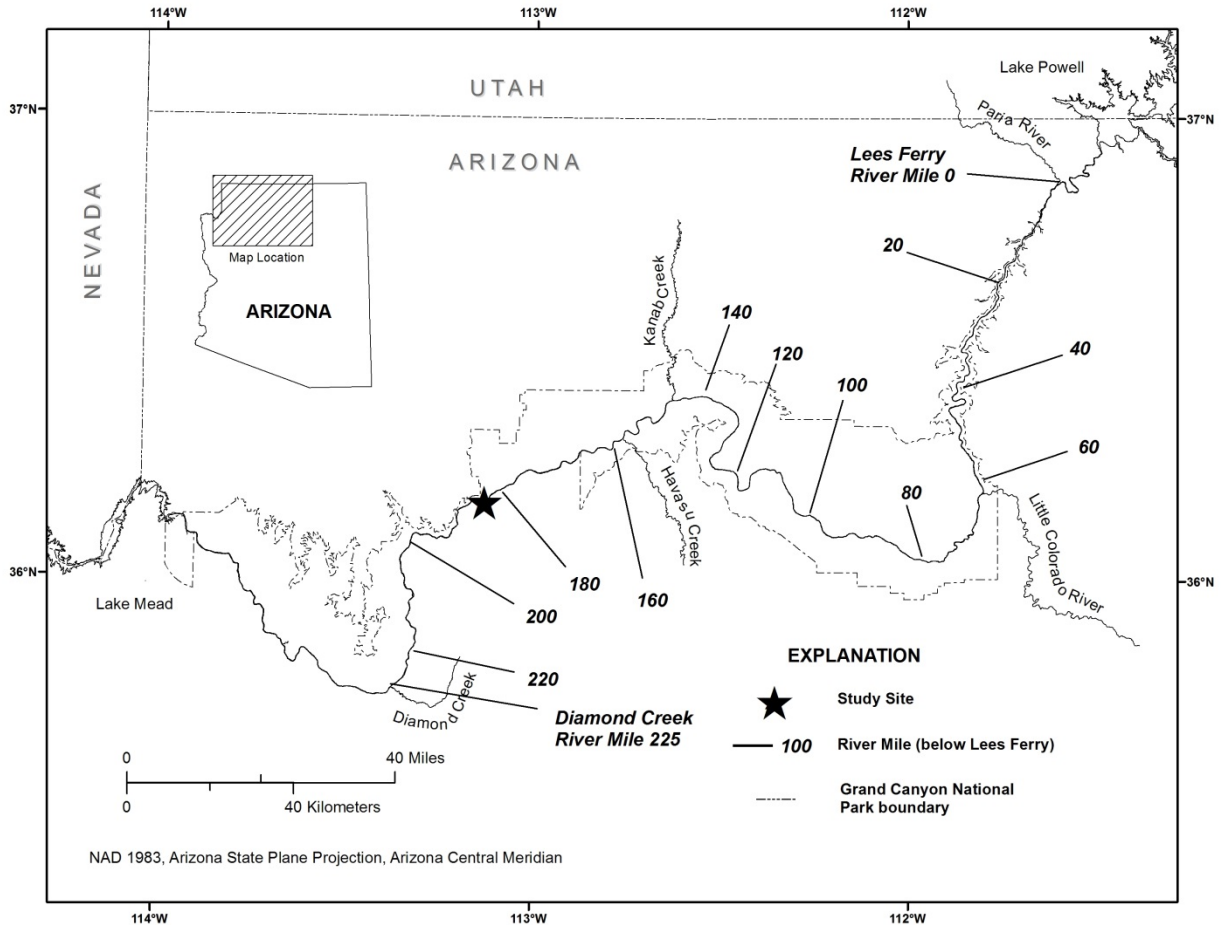 114°W
113°W
112°W
37°N
37°N
UTAH
ARIZONA
NEVADA
Lake Powell
Paria River
Lees Ferry
River Mile 0
Map Location
ARIZONA
20
Kanab Creek
140
120
100
40
60
80
Havasu Creek
Little Colorado River
36°N
36°N
Lake Mead
180
160
200
220
Diamond Creek
Diamond Creek
River Mile 225
EXPLANATION
Study Site
100
River Mile (below Lees Ferry)
Grand Canyon National
Park boundary
0
40 Miles
0
40 Kilometers
NAD 1983, Arizona State Plane Projection, Arizona Central Meridian
114°W
113°W
112°W